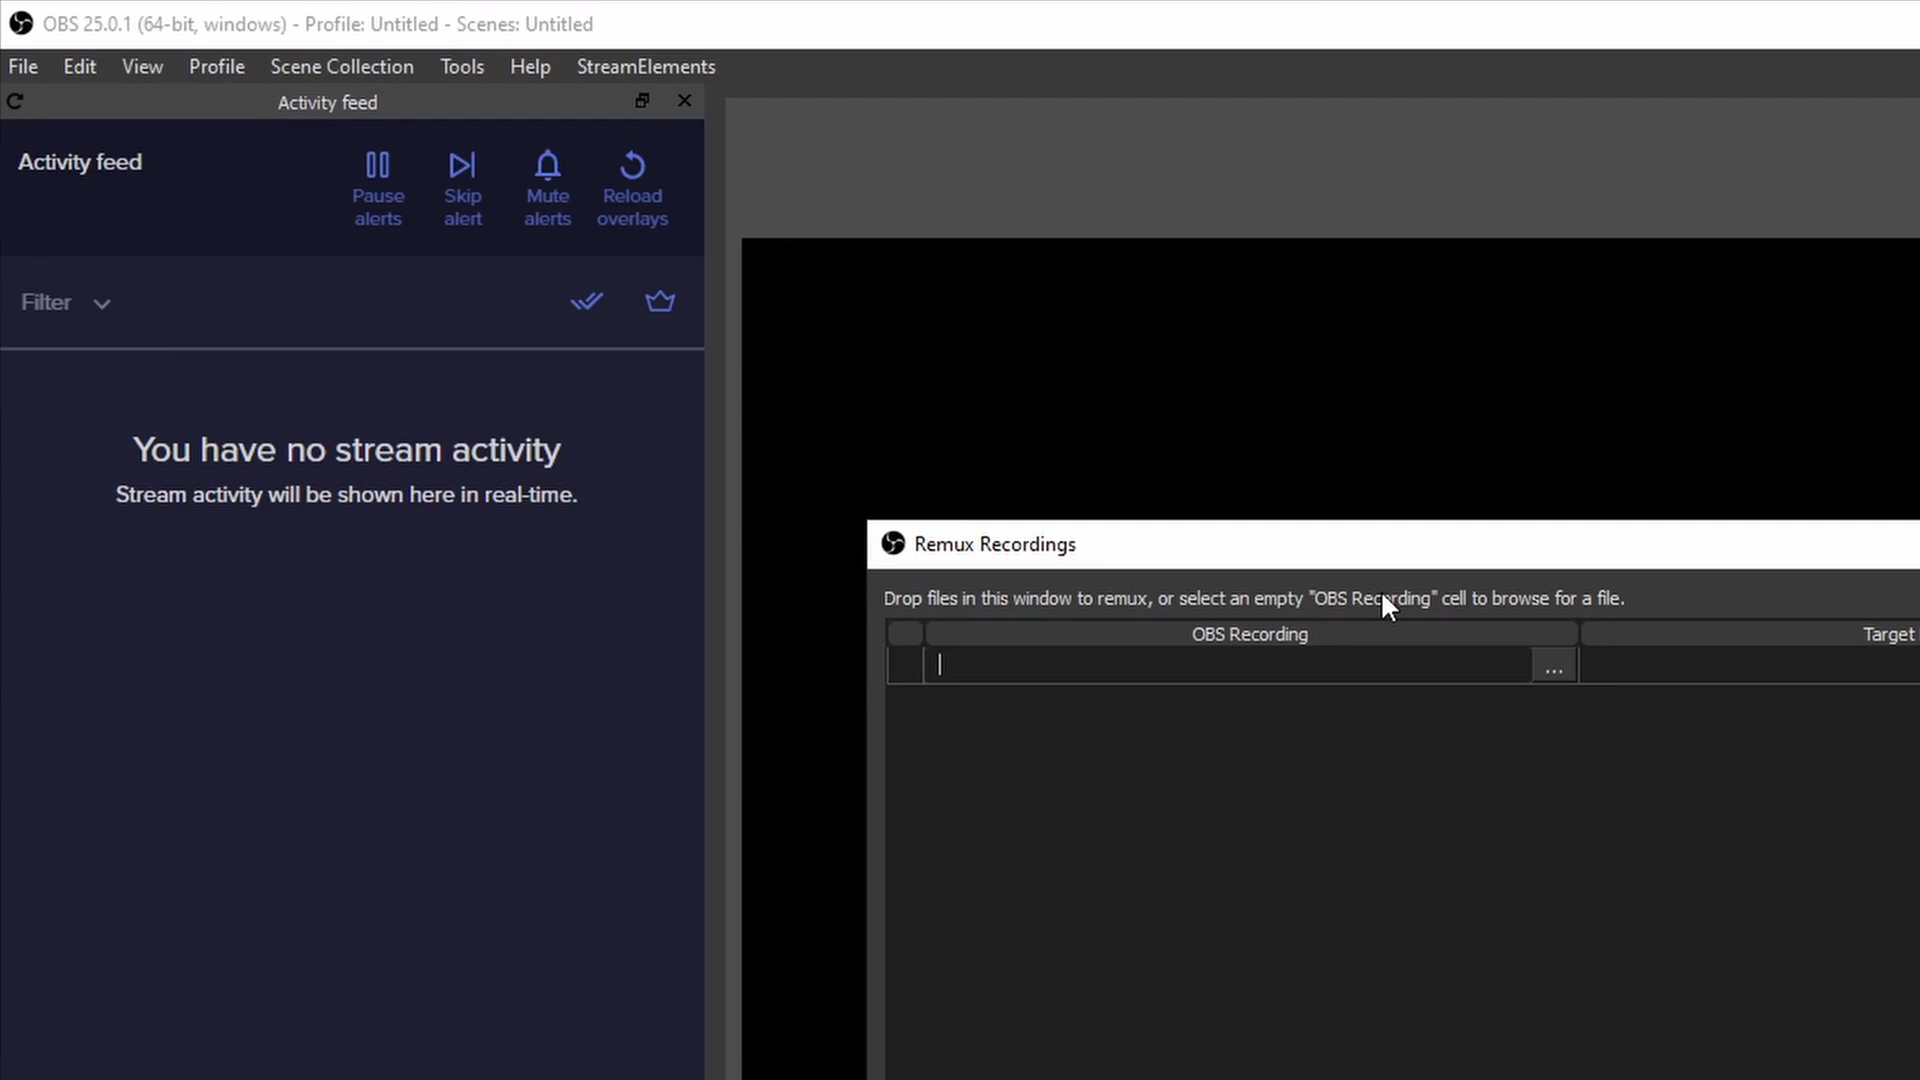 OBS 25.0.1 (64-bit, windows) - Profile: Untitled - Scenes: Untitled
File Edit View Profile Scene Collection Tools Help StreamElements
Activity feed
Activity feed
Pause alerts
Skip alert
Mute alerts
Reload overlays
Filter
You have no stream activity
Stream activity will be shown here in real-time.
Remux Recordings
Drop files in this window to remux, or select an empty "OBS Recording" cell to browse for a file.
OBS Recording Target
...